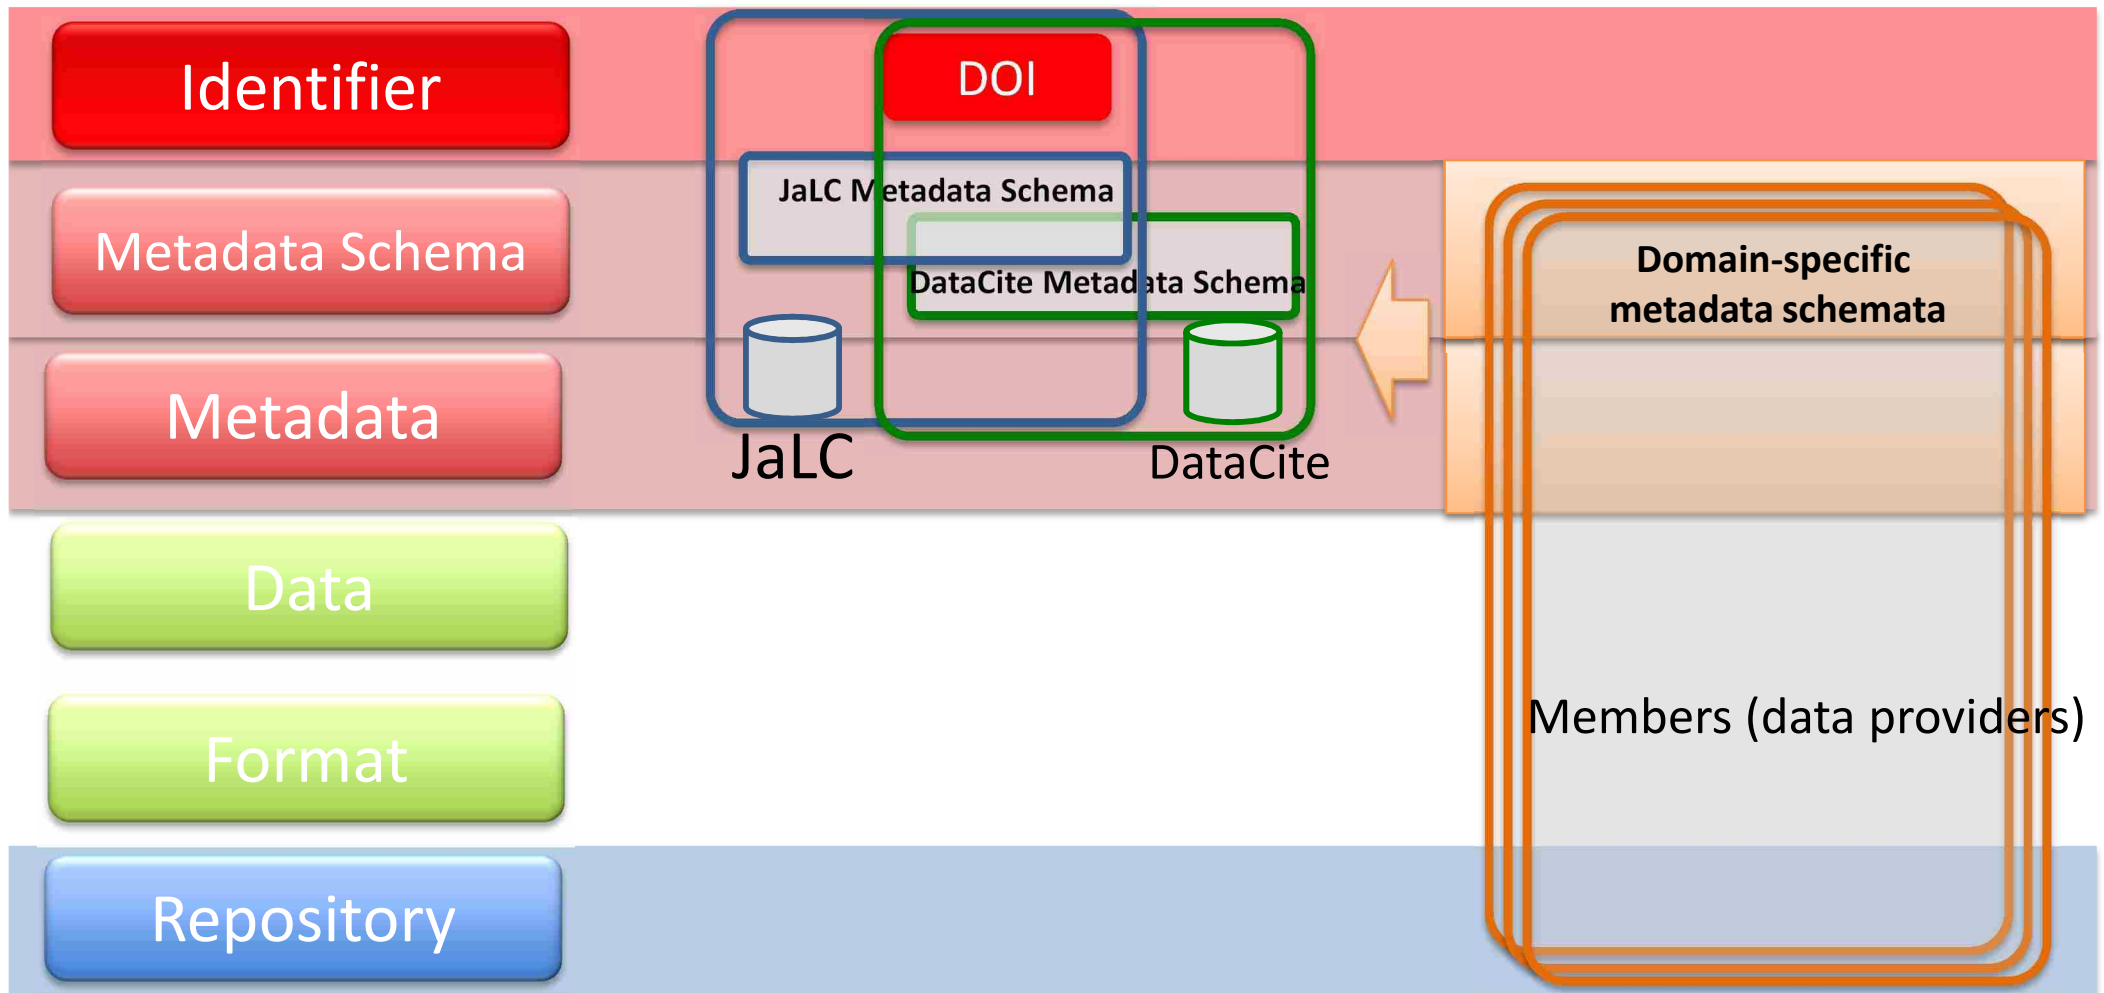 Identifier
DOI
JaLC Metadata Schema
Metadata Schema
DataCite Metadata Schema
Domain-specific
metadata schemata
Metadata
JaLC
DataCite
Data
Format
Members (data providers)
Repository